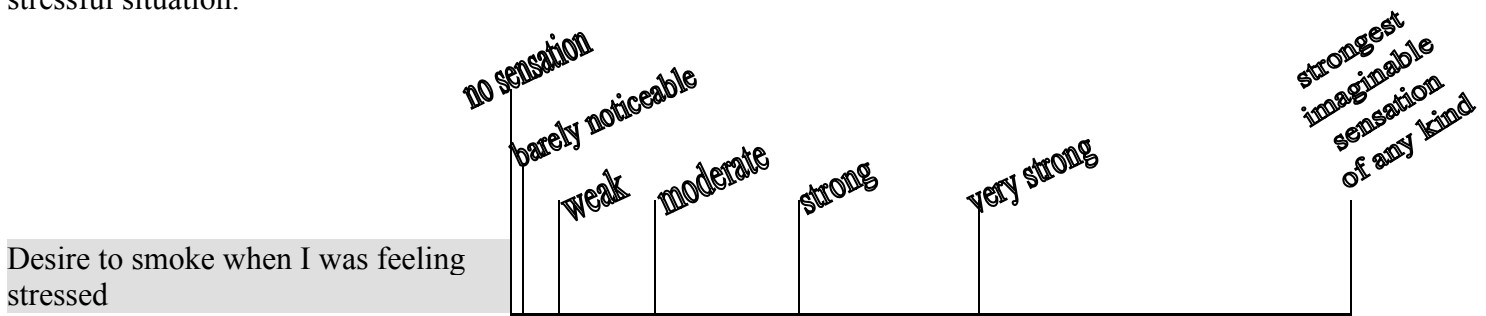 stressful situation.
no sensation
barely noticeable
weak
moderate
strong
very strong
strongest
imaginable
sensation
of any kind
Desire to smoke when I was feeling
stressed